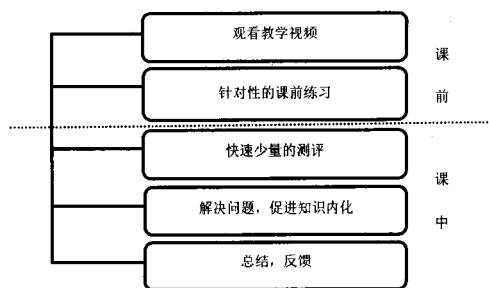 观看教学视频
课
针对性的课前练习
前
快速少量的测评
课
解决问题，促进知识内化
中
总结，反馈